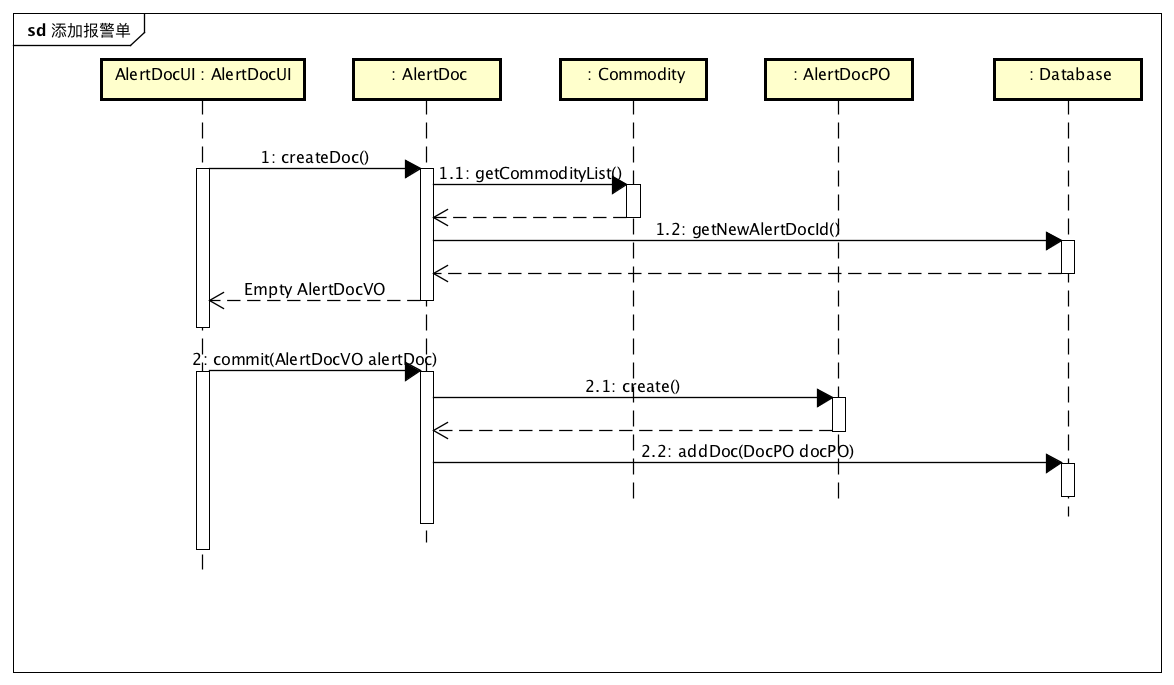 sd 添加报警单
AlertDocUI : AlertDocUI
: AlertDoc
: Commodity
: AlertDocPO
: Database
1: createDoc()
1.1: getCommodityList()
1.2: getNewAlertDocId()
Empty AlertDocVO
2: commit(AlertDocVO alertDoc)
2.1: create()
2.2: addDoc(DocPO docPO)